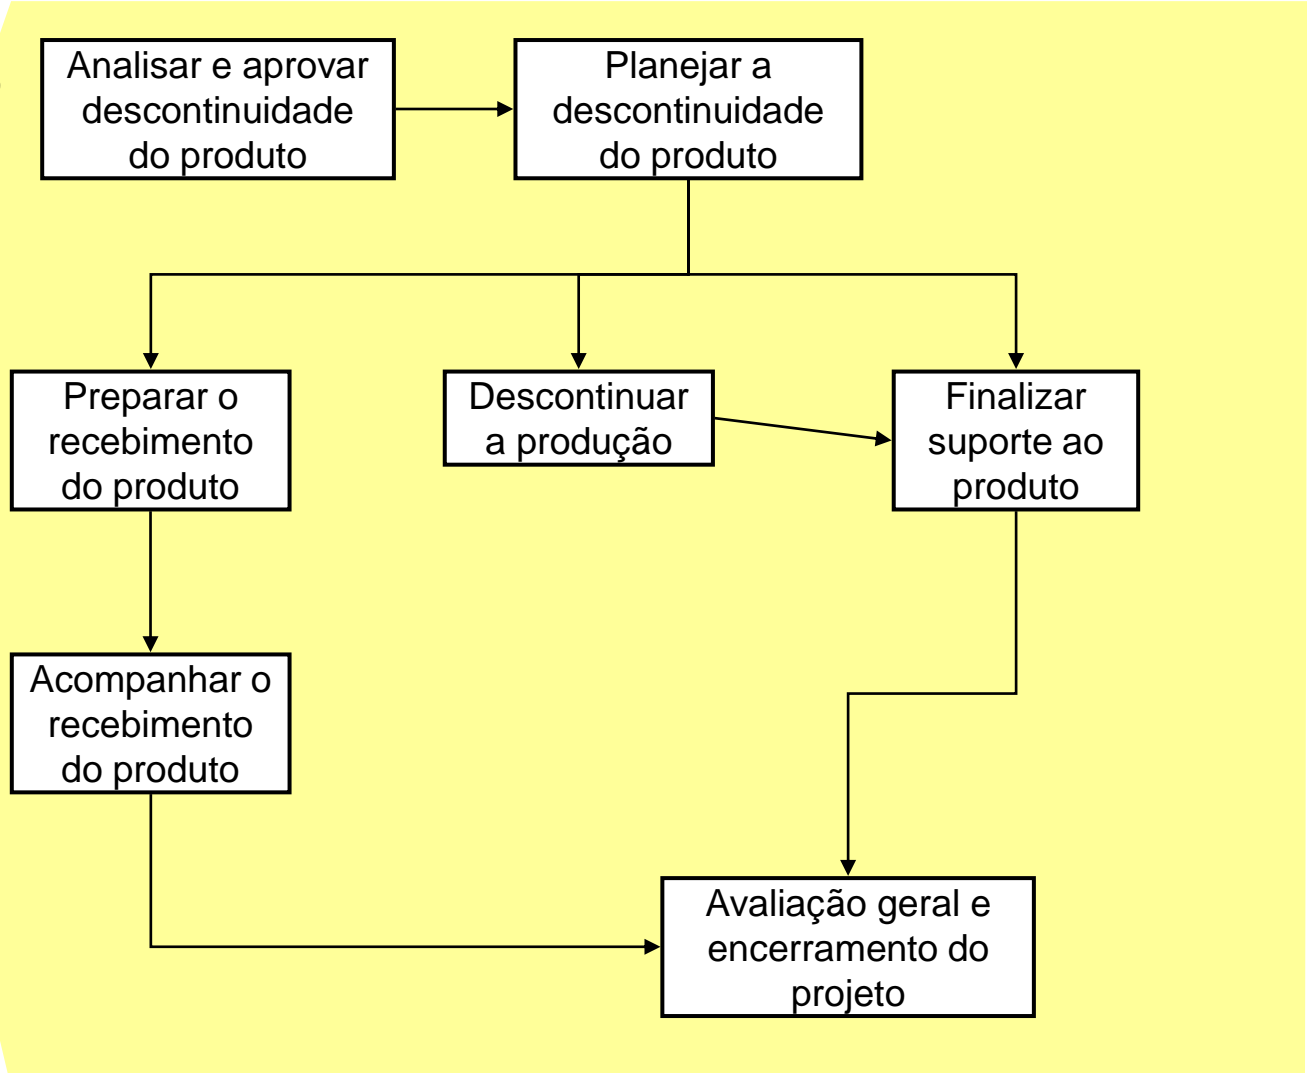 Analisar e aprovar
descontinuidade
do produto
Planejar a
descontinuidade
do produto
Preparar o
recebimento
do produto
Descontinuar
a produção
Finalizar
suporte ao
produto
Acompanhar o
recebimento
do produto
Avaliação geral e
encerramento do
projeto